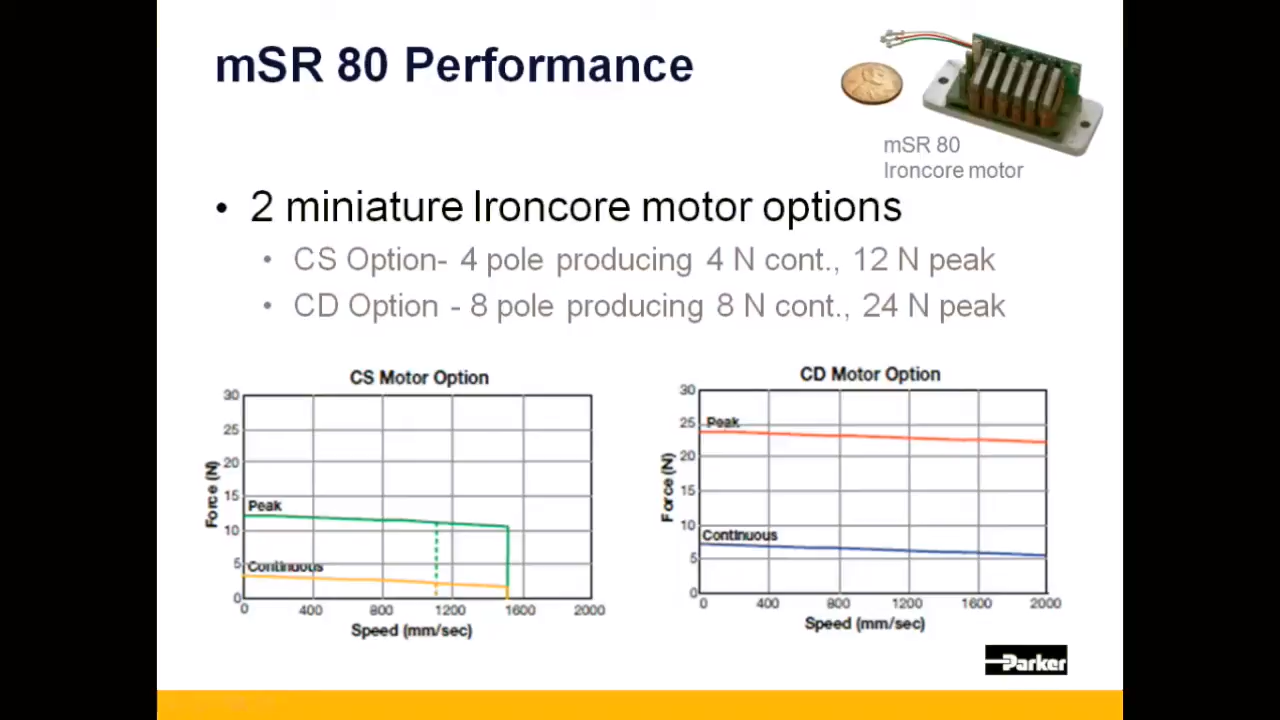 mSR 80 Performance
mSR 80
Ironcore motor
• 2 miniature Ironcore motor options
• CS Option- 4 pole producing 4 N cont., 12 N peak
• CD Option - 8 pole producing 8 N cont., 24 N peak
CS Motor Option
30
25
20
15
10
5
0
Force (N)
Peak
Continuous
0 400 800 1200 1600 2000
Speed (mm/sec)
CD Motor Option
30
25
20
15
10
5
0
Force (N)
Peak
Continuous
0 400 800 1200 1600 2000
Speed (mm/sec)
Parker